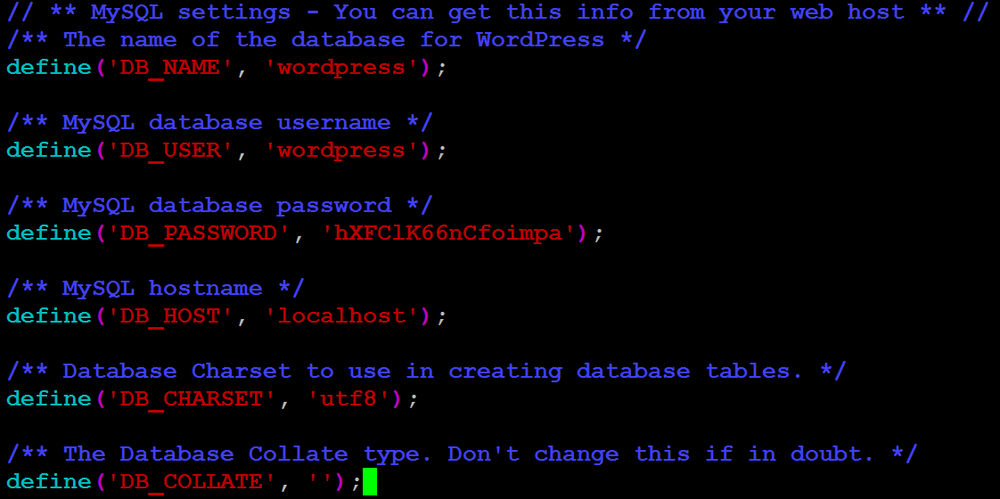 // ** MySQL settings - You can get this info from your web host ** //
/** The name of the database for WordPress */
define('DB_NAME', 'wordpress');
/** MySQL database username */
define('DB_USER', 'wordpress');
/** MySQL database password */
define('DB_PASSWORD', 'hXFClK66nCfoimpa');
/** MySQL hostname */
define('DB_HOST', 'localhost');
/** Database Charset to use in creating database tables. */
define('DB_CHARSET', 'utf8');
/** The Database Collate type. Don't change this if in doubt. */
define('DB_COLLATE', '');